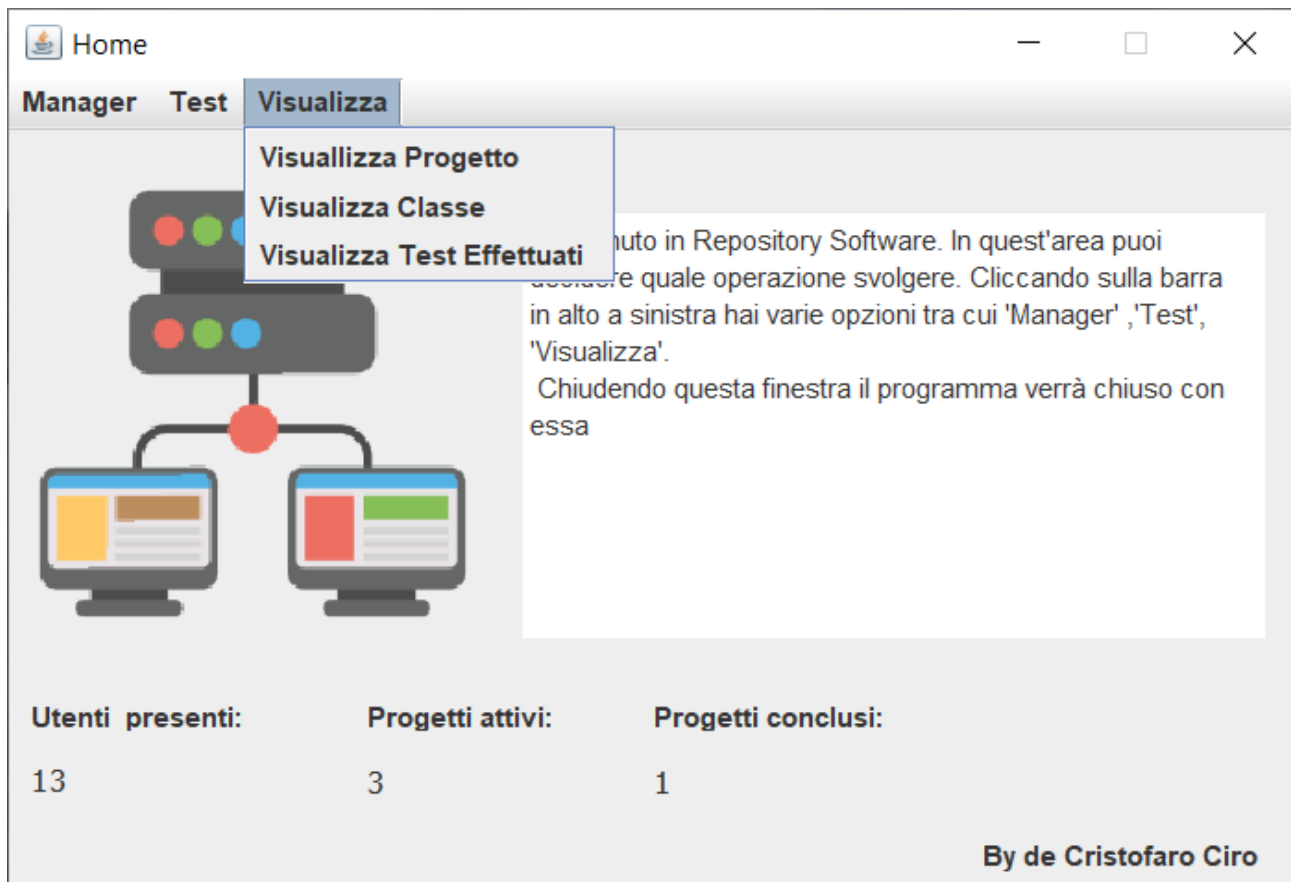 Home
Manager Test Visualizza
Visuallizza Progetto
Visualizza Classe
Visualizza Test Effettuati
in Repository Software. In quest'area puoi
quale operazione svolgere. Cliccando sulla barra
in alto a sinistra hai varie opzioni tra cui 'Manager' ,'Test',
'Visualizza'.
Chiudendo questa finestra il programma verrà chiuso con
essa
Utenti presenti: Progetti attivi: Progetti conclusi:
13 3 1
By de Cristofaro Ciro